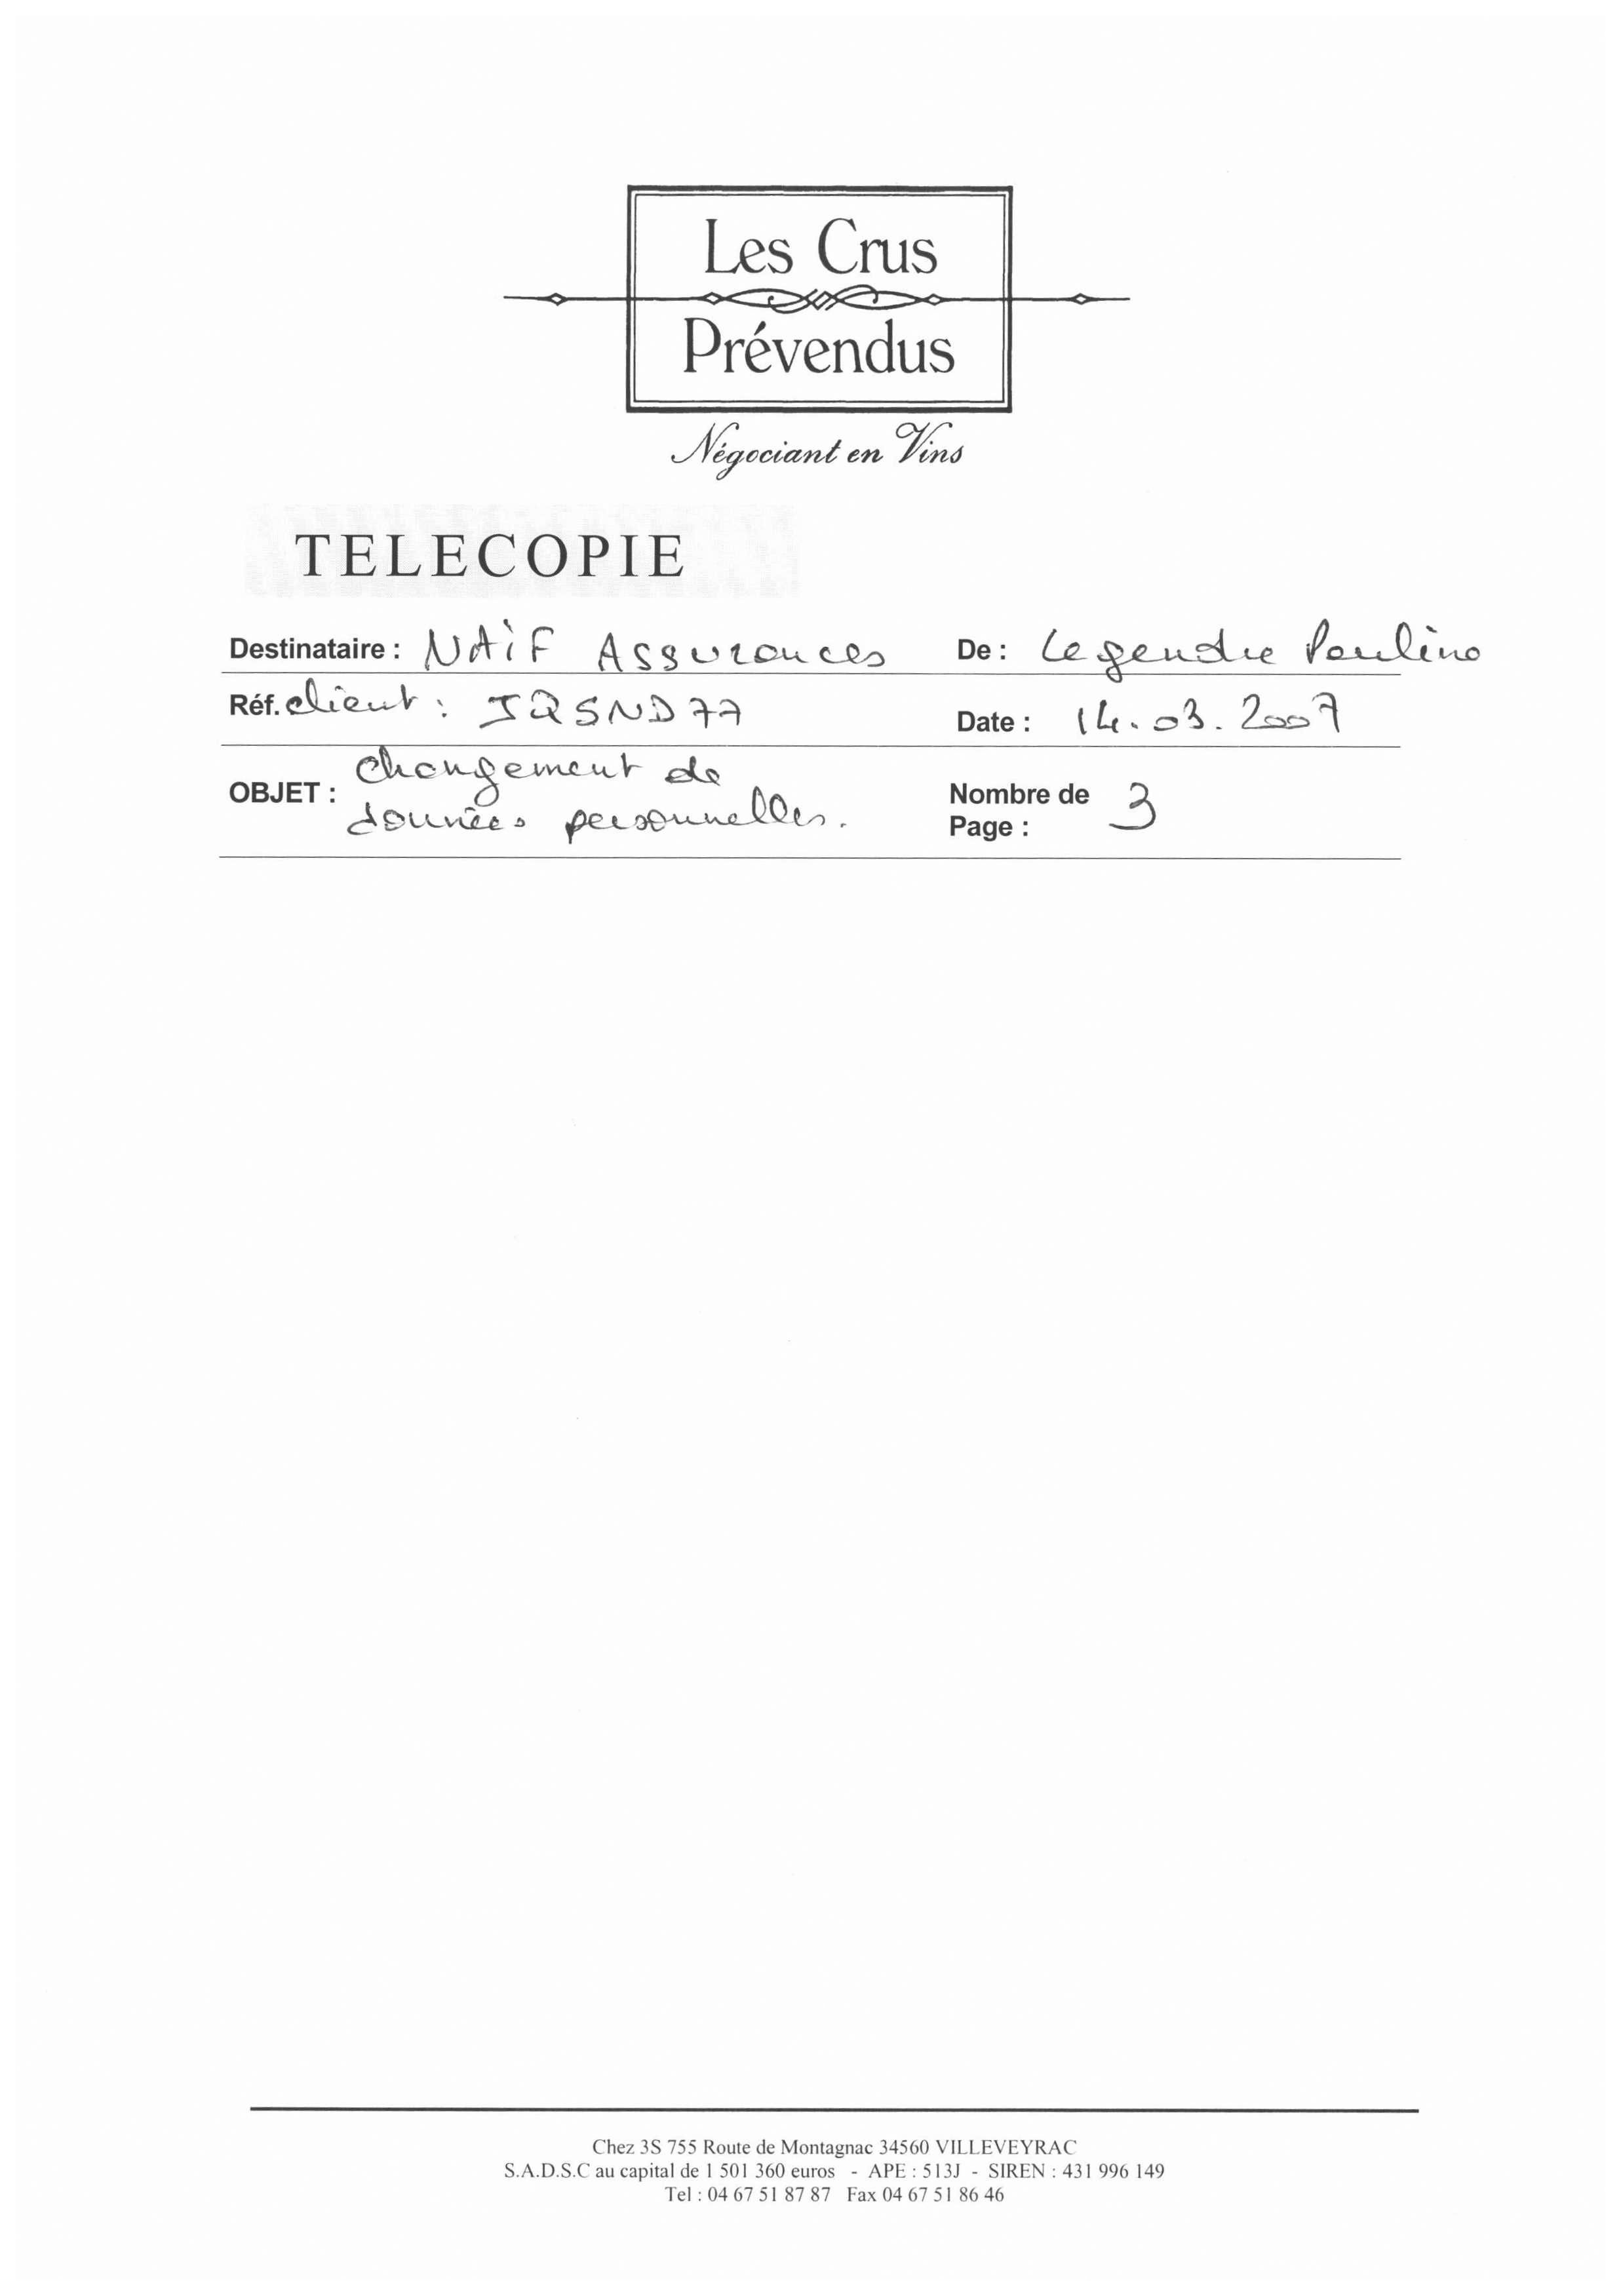 Les Crus
Prévendus
Négociant en Vins
TELECOPIE
Destinataire : NAiF Assurances De : Legendre Pauline
Réf. client : JQSND77 Date : 14.03.2007
OBJET : changement de
données personnelles. Nombre de
Page : 3
Chez 3S 755 Route de Montagnac 34560 VILLEVEYRAC
S.A.D.S.C au capital de 1 501 360 euros - APE : 513J - SIREN : 431 996 149
Tel : 04 67 51 87 87 Fax 04 67 51 86 46